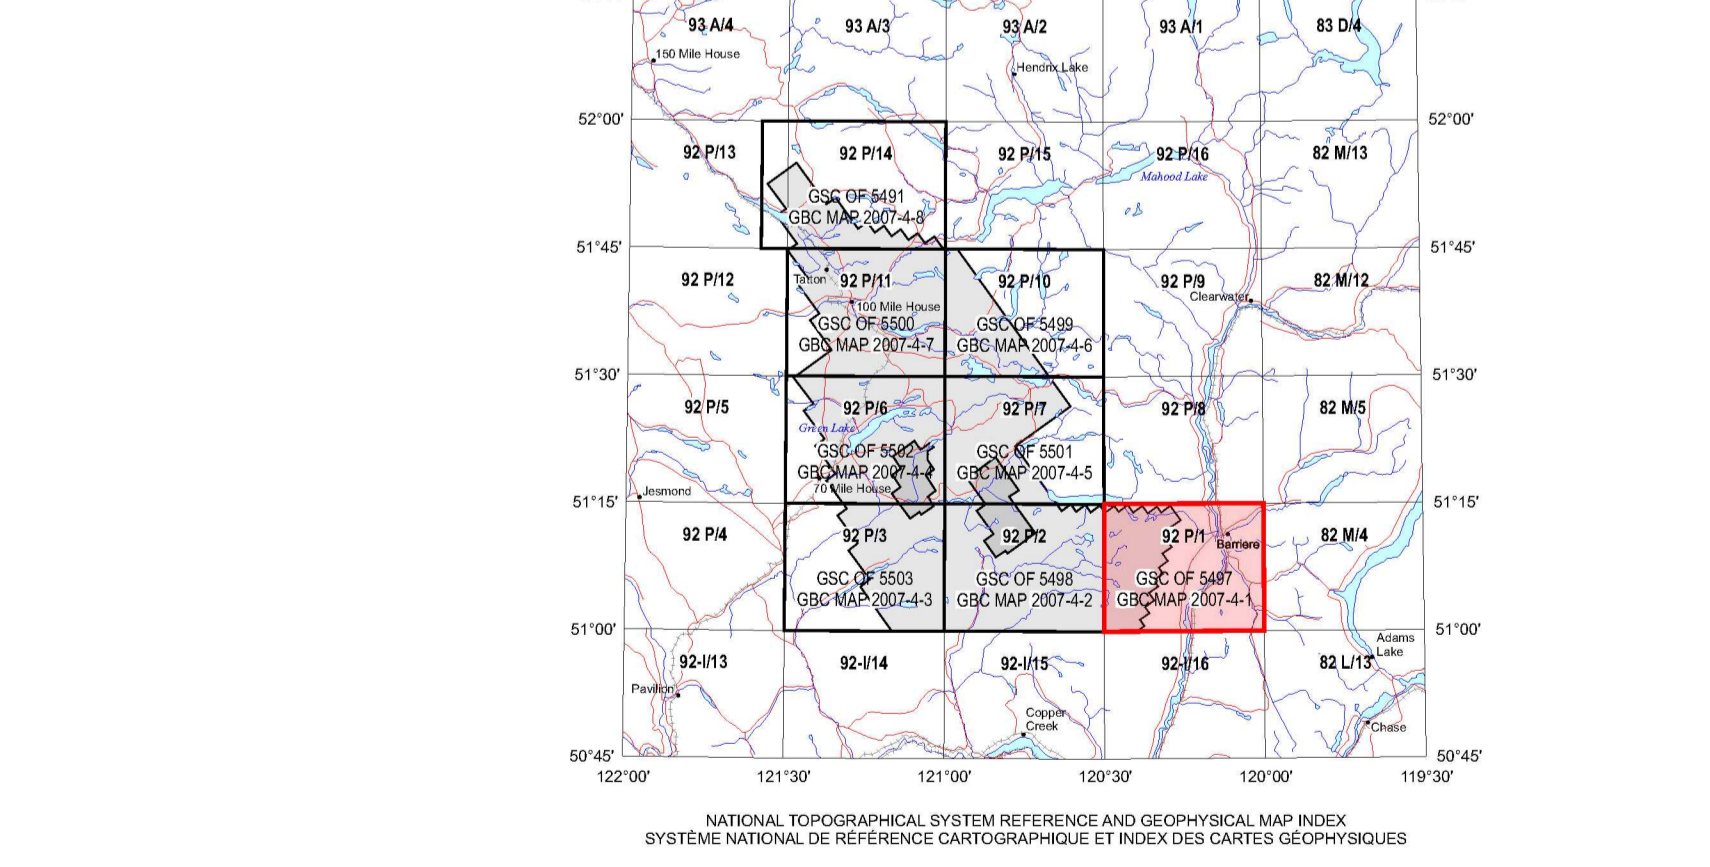 93 A/4 93 A/3 93 A/2 93 A/1 83 D/4
150 Mile House
Hendrix Lake
52°00' 52°00'
92 P/13 92 P/14 92 P/15 92 P/16 82 M/13
Mahood Lake
GSC OF 5491
GBC MAP 2007-4-8
51°45' 51°45'
92 P/12 92 P/11 92 P/10 92 P/9 82 M/12
Tatton
Clearwater
100 Mile House
GSC OF 5500 GSC OF 5499
GBC MAP 2007-4-7 GBC MAP 2007-4-6
51°30' 51°30'
92 P/5 92 P/6 92 P/7 92 P/8 82 M/5
Green Lake
GSC OF 5502 GSC OF 5501
GBC MAP 2007-4-4 GBC MAP 2007-4-5
70 Mile House
Jesmond
51°15' 51°15'
92 P/4 92 P/3 92 P/2 92 P/1 82 M/4
Barriere
GSC OF 5503 GSC OF 5498 GSC OF 5497
GBC MAP 2007-4-3 GBC MAP 2007-4-2 GBC MAP 2007-4-1
51°00' 51°00'
Adams
Lake
92-I/13 92-I/14 92-I/15 92-I/16 82 L/13
Pavilion
Copper
Creek
Chase
50°45' 50°45'
122°00' 121°30' 121°00' 120°30' 120°00' 119°30'
NATIONAL TOPOGRAPHICAL SYSTEM REFERENCE AND GEOPHYSICAL MAP INDEX
SYSTÈME NATIONAL DE RÉFÉRENCE CARTOGRAPHIQUE ET INDEX DES CARTES GÉOPHYSIQUES